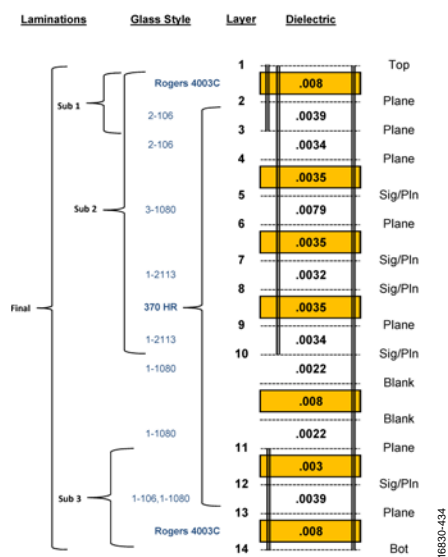 Laminations Glass Style Layer Dielectric
1 Top
Rogers 4003C .008
2 Plane
Sub 1
2-106 .0039
3 Plane
2-106 .0034
4 Plane
.0035
5 Sig/Pln
Sub 2 3-1080 .0079
6 Plane
.0035
7 Sig/Pln
1-2113 .0032
8 Sig/Pln
Final 370 HR .0035
9 Plane
1-2113 .0034
10 Sig/Pln
1-1080 .0022
Blank
.008
Blank
1-1080 .0022
11 Plane
.003
12 Sig/Pln
Sub 3 1-106,1-1080 .0039
13 Plane
Rogers 4003C .008
14 Bot
16830-434